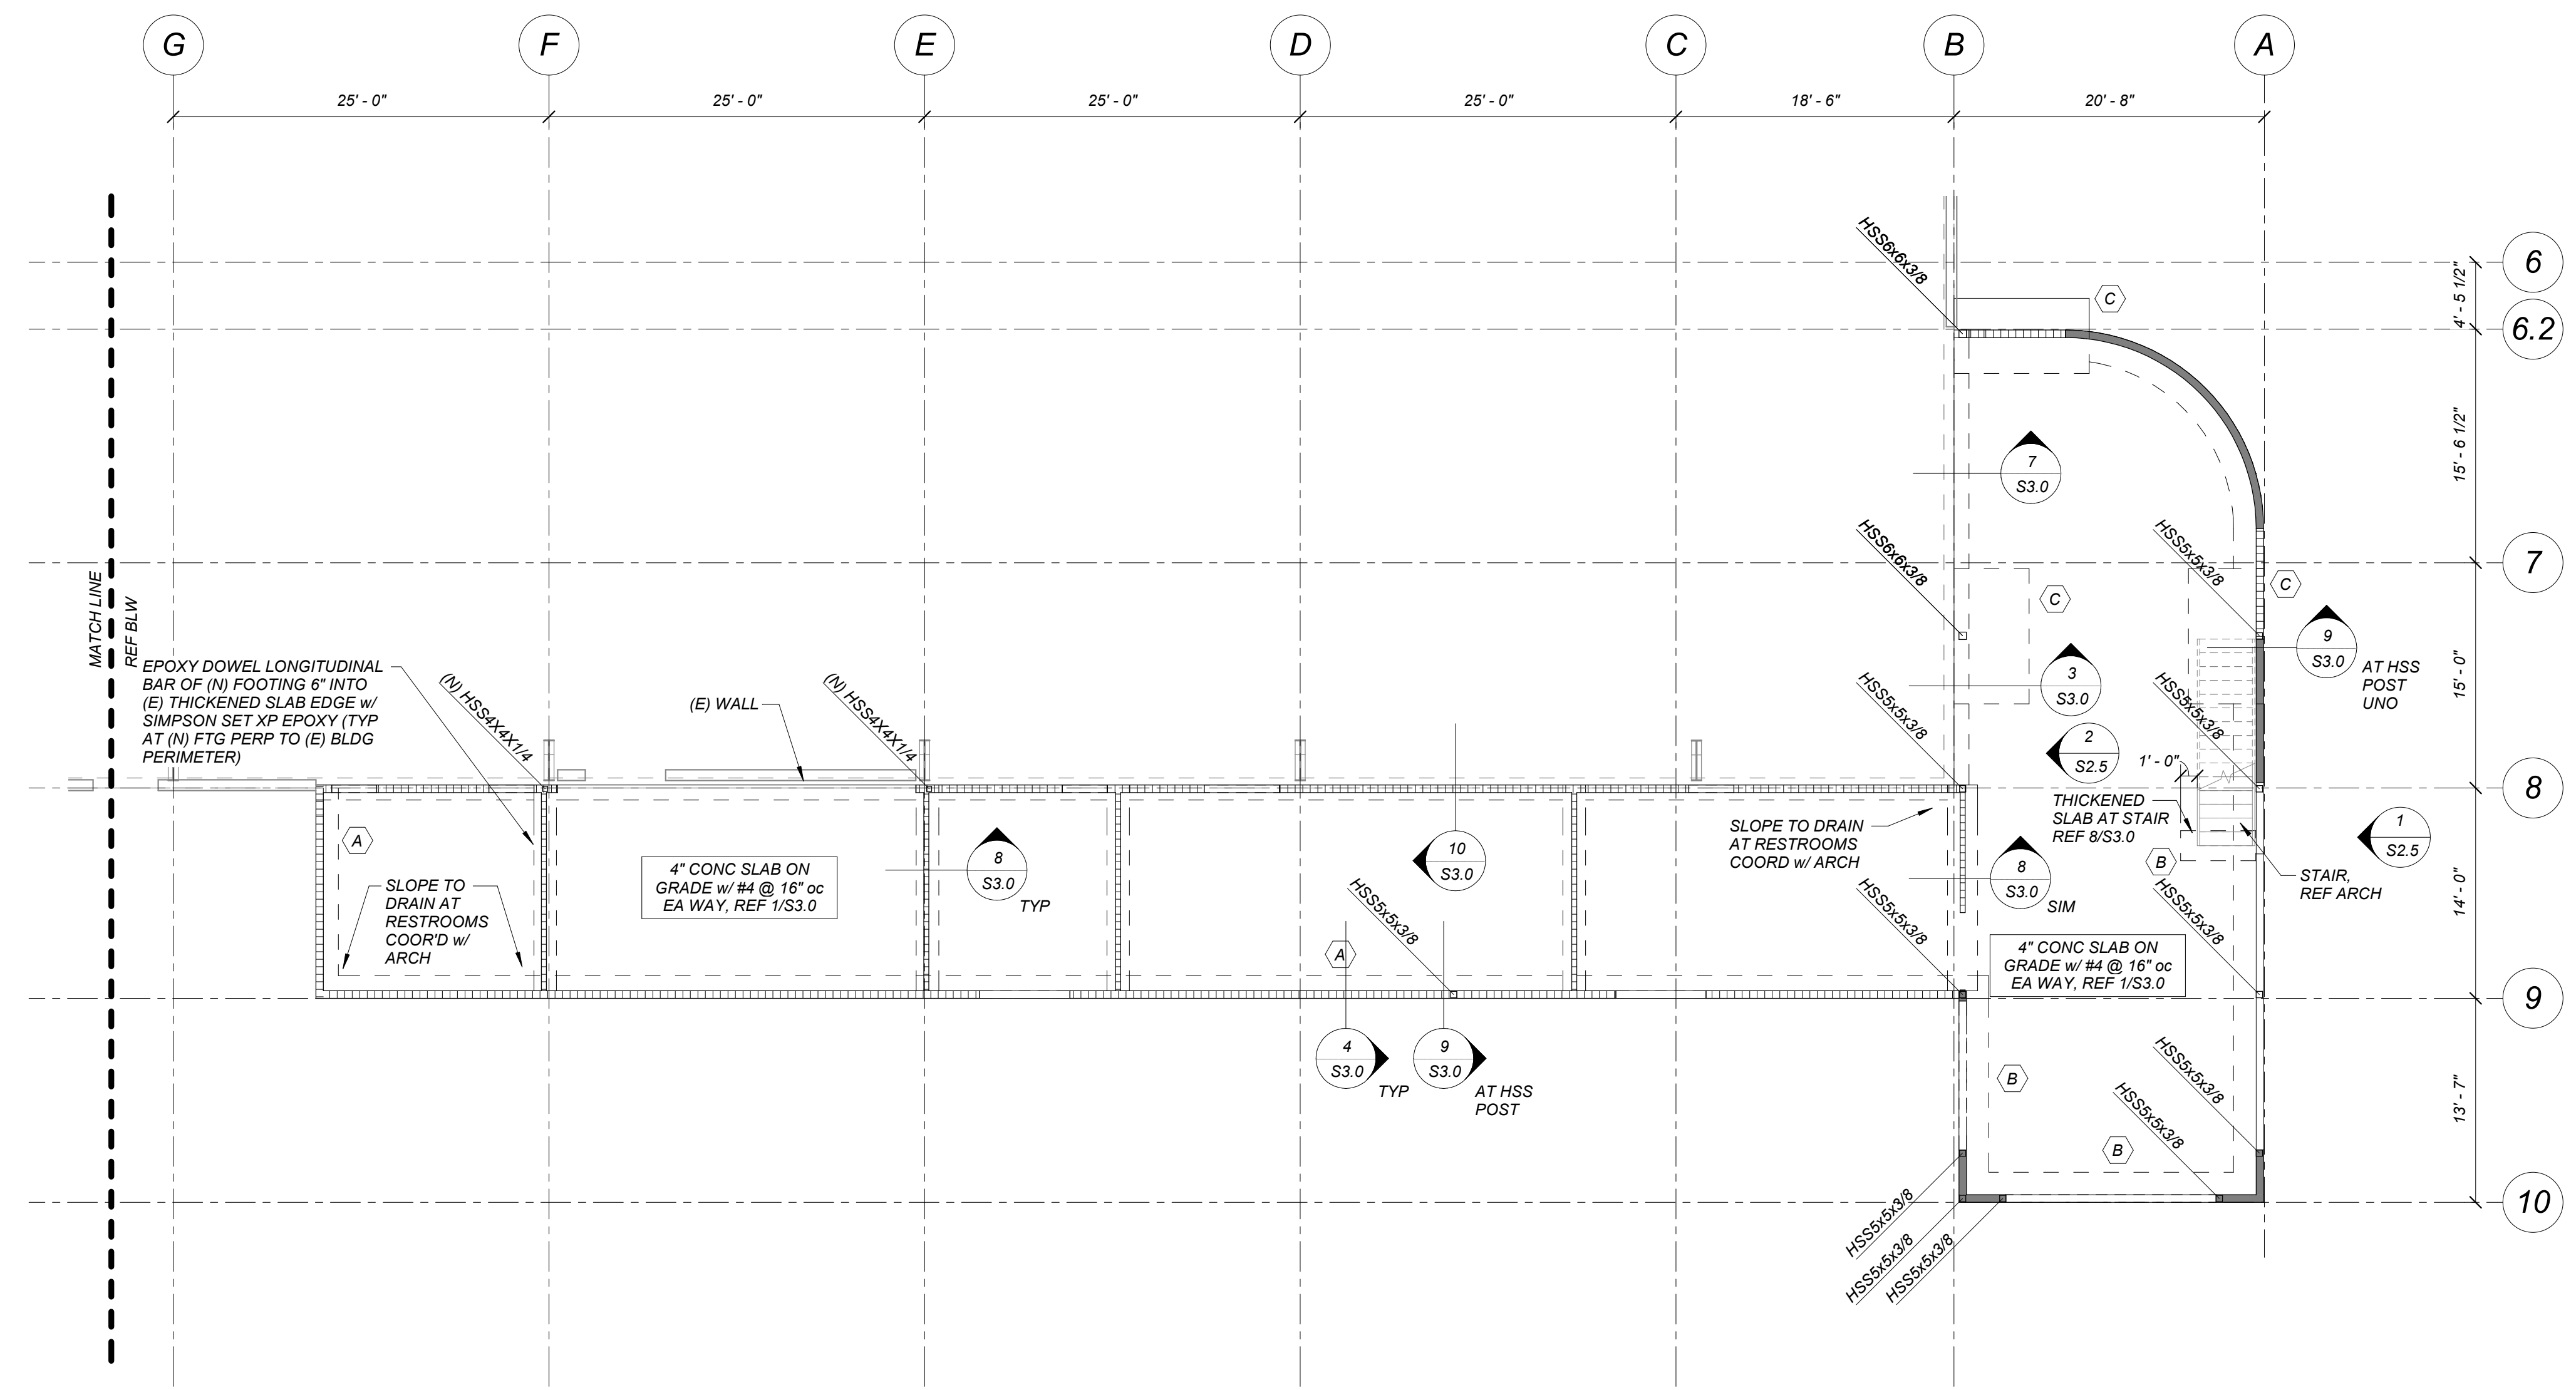 G
F
E
D
C
B
A
25' - 0"
25' - 0"
25' - 0"
25' - 0"
18' - 6"
20' - 8"
6
4' - 5 1/2"
6.2
15' - 6 1/2"
7
15' - 0"
8
14' - 0"
9
13' - 7"
10
MATCH LINE
REF BLW
HSS6x6x3/8
C
7
S3.0
HSS6x6x3/8
HSS5x5x3/8
C
C
9
S3.0
AT HSS
POST
UNO
3
S3.0
HSS5x5x3/8
HSS5x5x3/8
2
S2.5
1' - 0"
THICKENED
SLAB AT STAIR
REF 8/S3.0
1
S2.5
B
STAIR,
REF ARCH
EPOXY DOWEL LONGITUDINAL
BAR OF (N) FOOTING 6" INTO
(E) THICKENED SLAB EDGE w/
SIMPSON SET XP EPOXY (TYP
AT (N) FTG PERP TO (E) BLDG
PERIMETER)
(N) HSS4X4X1/4
(E) WALL
(N) HSS4X4X1/4
A
SLOPE TO
DRAIN AT
RESTROOMS
COOR'D w/
ARCH
4" CONC SLAB ON
GRADE w/ #4 @ 16" oc
EA WAY, REF 1/S3.0
8
S3.0
TYP
10
S3.0
HSS5x5x3/8
A
SLOPE TO DRAIN
AT RESTROOMS
COORD w/ ARCH
HSS5x5x3/8
8
S3.0
SIM
HSS5x5x3/8
4" CONC SLAB ON
GRADE w/ #4 @ 16" oc
EA WAY, REF 1/S3.0
4
S3.0
TYP
9
S3.0
AT HSS
POST
B
B
HSS5x5x3/8
HSS5x5x3/8
HSS5x5x3/8
HSS5x5x3/8
HSS5x5x3/8